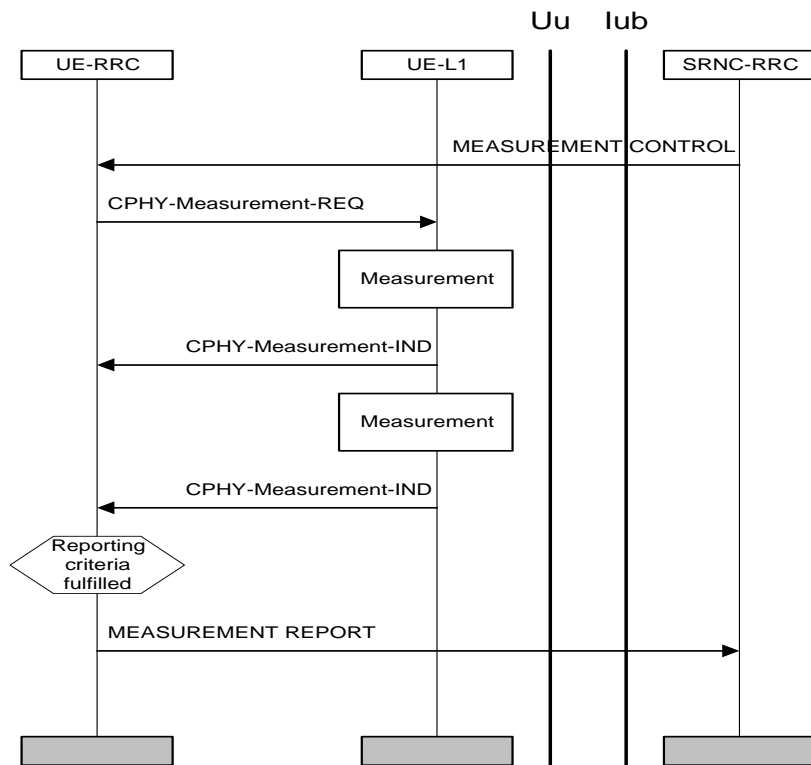 Uu Iub
UE-RRC UE-L1 SRNC-RRC
MEASUREMENT CONTROL
CPHY-Measurement-REQ
Measurement
CPHY-Measurement-IND
Measurement
CPHY-Measurement-IND
Reporting
criteria
fulfilled
MEASUREMENT REPORT